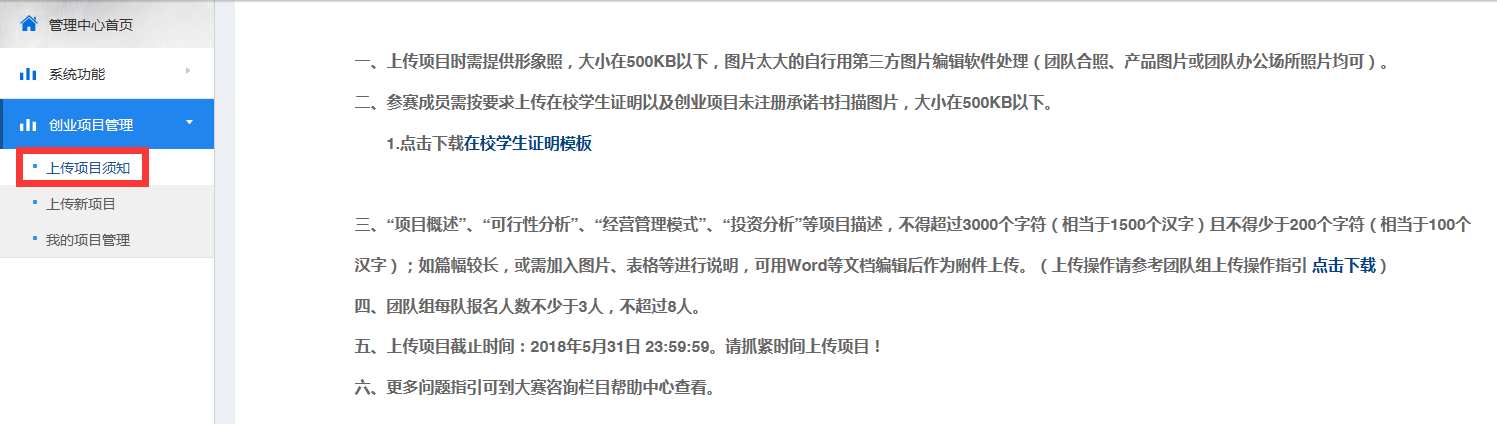 管理中心首页
系统功能
创业项目管理
上传项目须知
上传新项目
我的项目管理
一、上传项目时需提供形象照，大小在500KB以下，图片太大的自行用第三方图片编辑软件处理（团队合照、产品图片或团队办公场所照片均可）。
二、参赛成员需按要求上传在校学生证明以及创业项目未注册承诺书扫描图片，大小在500KB以下。
1.点击下载在校学生证明模板
三、“项目概述”、“可行性分析”、“经营管理模式”、“投资分析”等项目描述，不得超过3000个字符（相当于1500个汉字）且不得少于200个字符（相当于100个
汉字）；如篇幅较长，或需加入图片、表格等进行说明，可用Word等文档编辑后作为附件上传。（上传操作请参考团队组上传操作指引 点击下载）
四、团队组每队报名人数不少于3人，不超过8人。
五、上传项目截止时间：2018年5月31日 23:59:59。请抓紧时间上传项目！
六、更多问题指引可到大赛咨询栏目帮助中心查看。